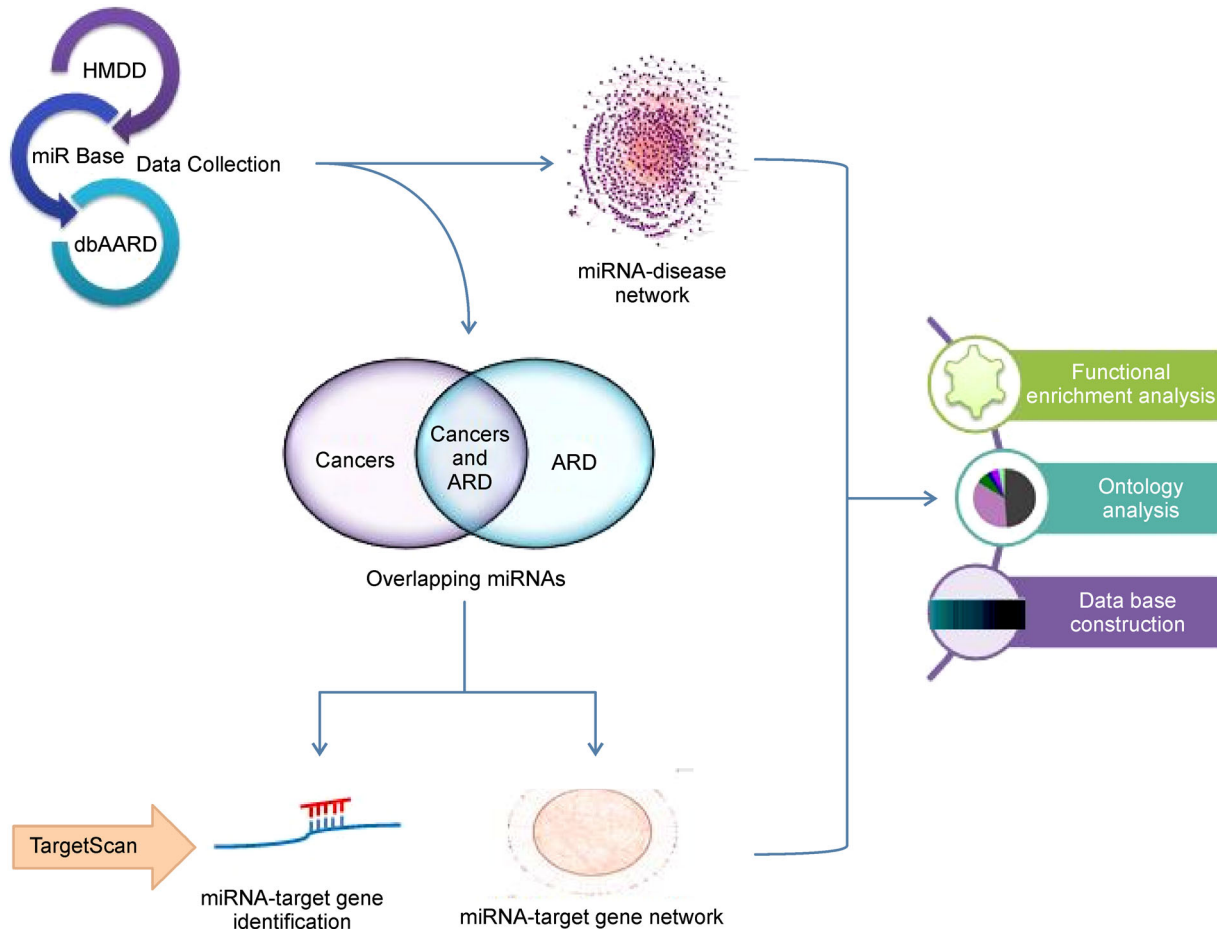 HMDD
miR Base
Data Collection
dbAARD
miRNA-disease
network
Cancers
Cancers
and
ARD
ARD
Overlapping miRNAs
Functional
enrichment analysis
Ontology
analysis
Data base
construction
TargetScan
miRNA-target gene
identification
miRNA-target gene network